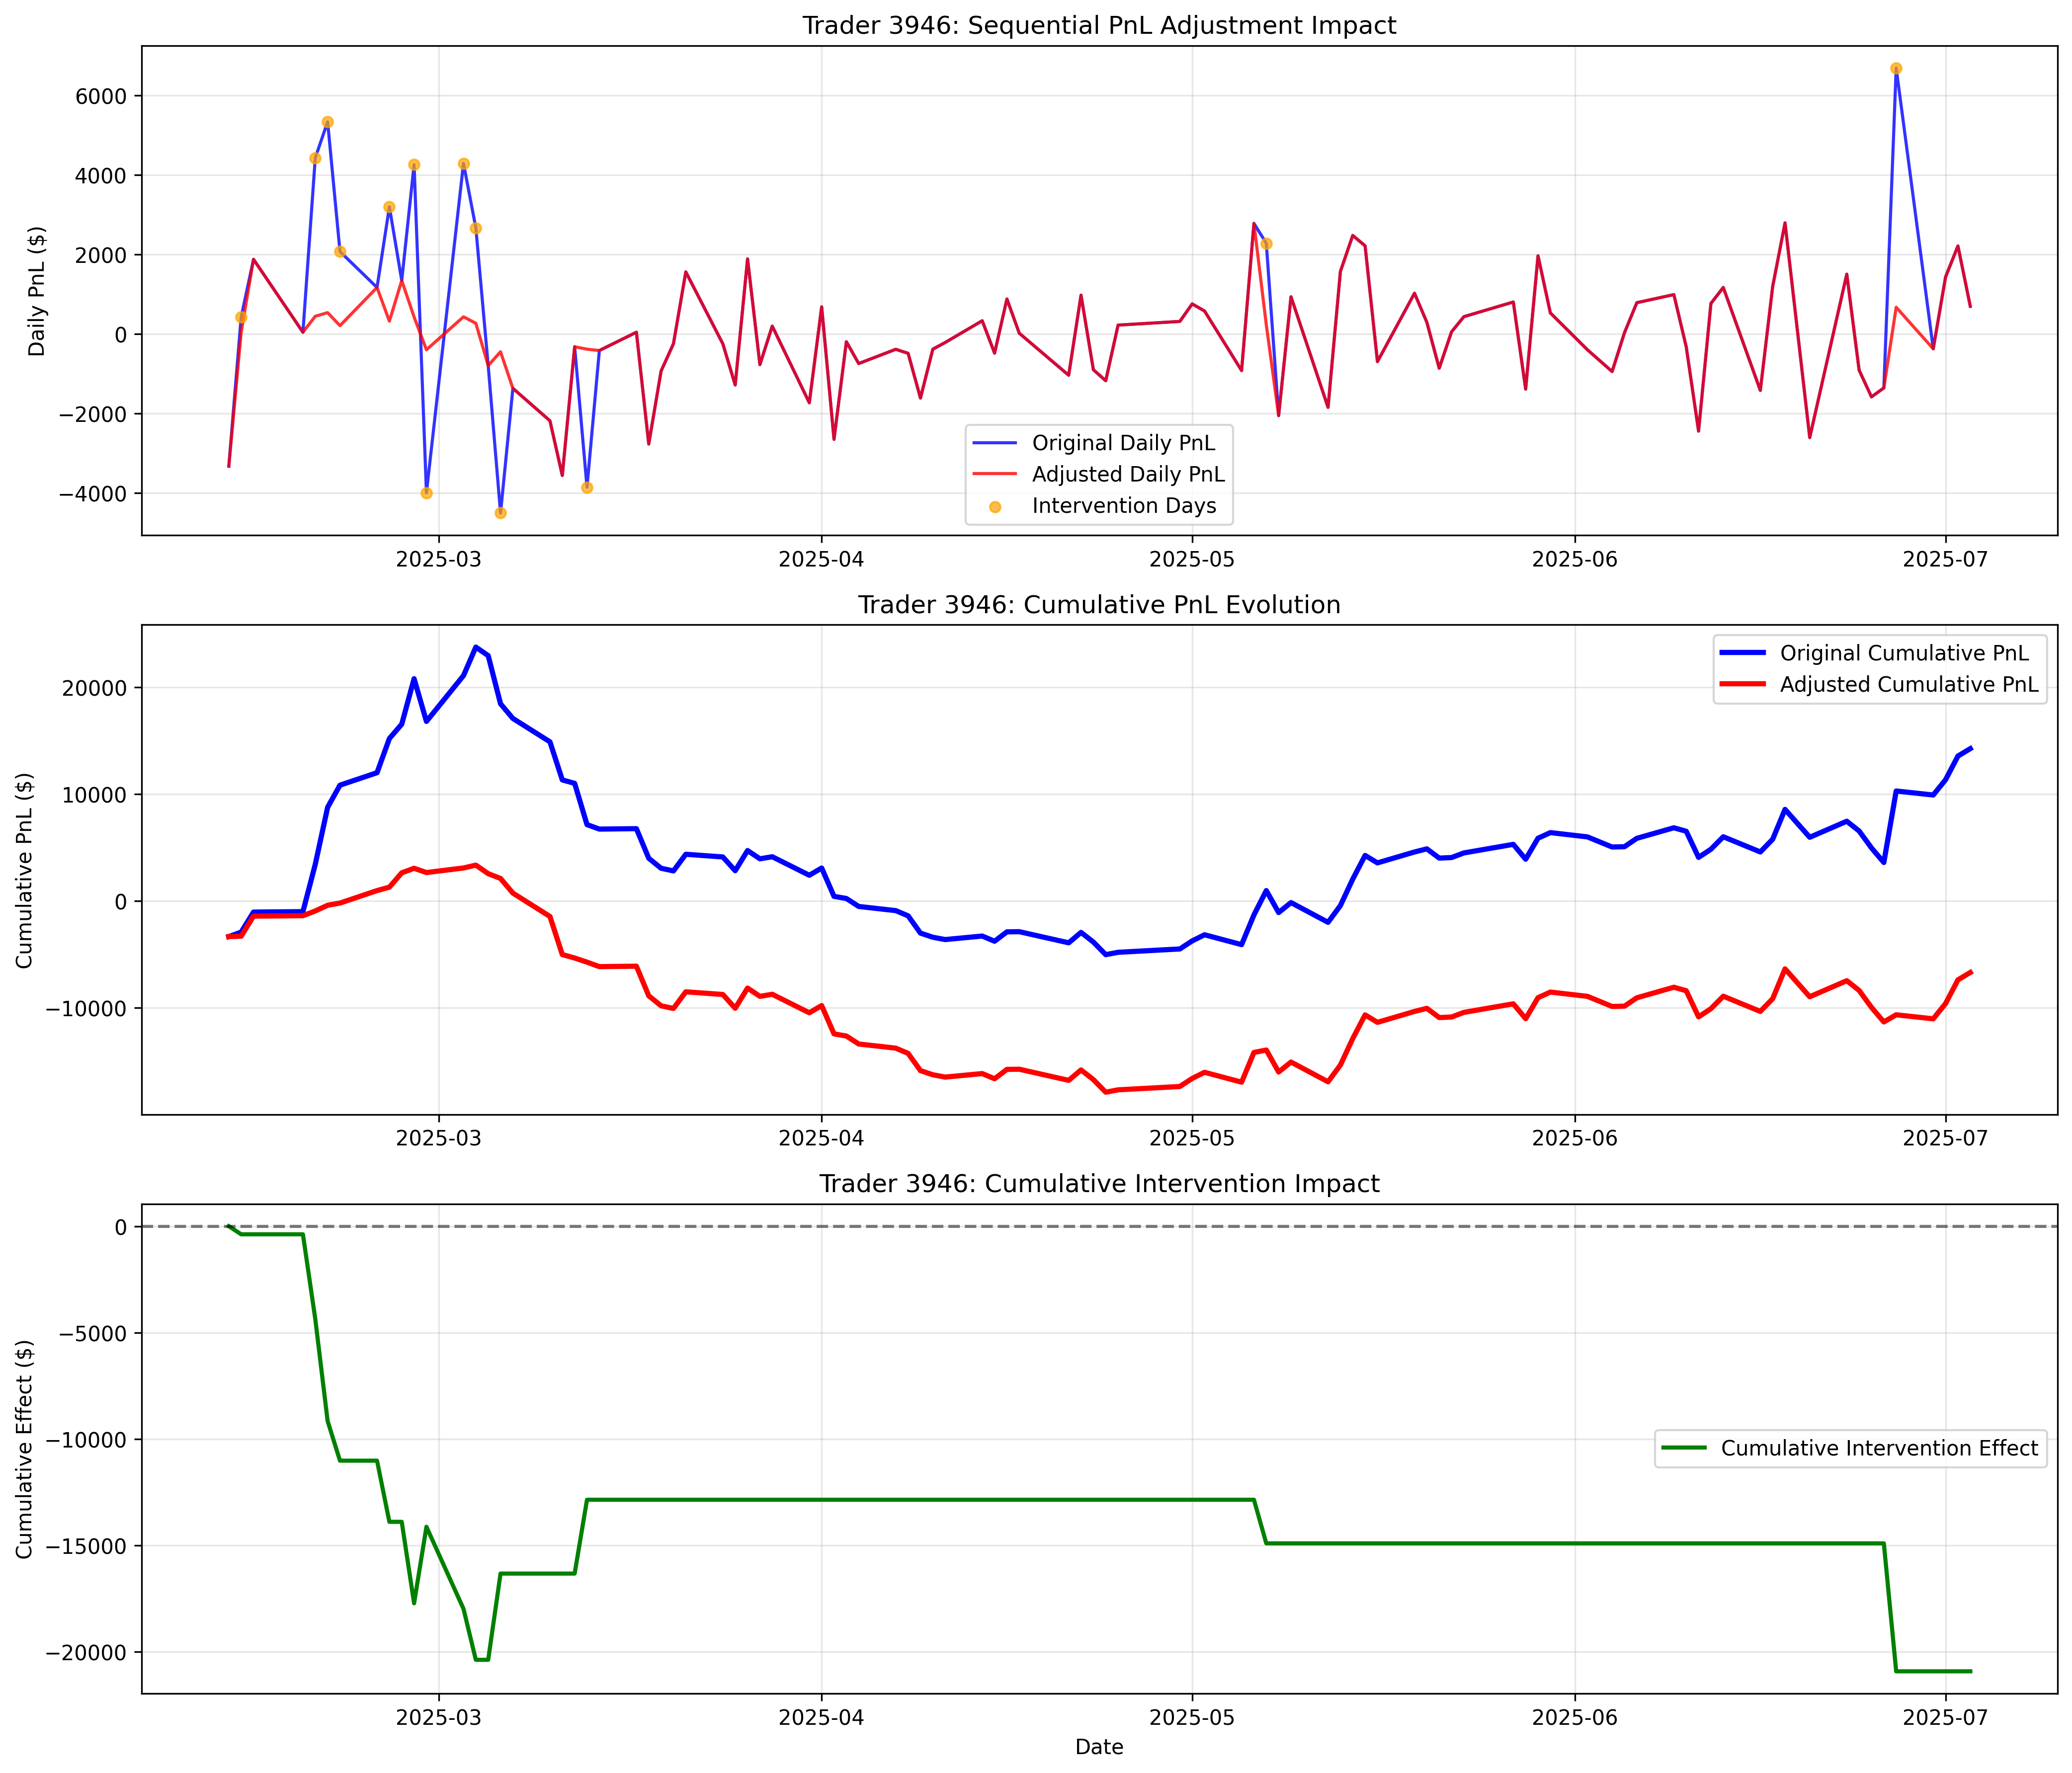 Trader 3946: Sequential PnL Adjustment Impact
Daily PnL ($)
6000
4000
2000
0
−2000
−4000
Original Daily PnL
Adjusted Daily PnL
Intervention Days
2025-03
2025-04
2025-05
2025-06
2025-07
Trader 3946: Cumulative PnL Evolution
Cumulative PnL ($)
20000
10000
0
−10000
Original Cumulative PnL
Adjusted Cumulative PnL
2025-03
2025-04
2025-05
2025-06
2025-07
Trader 3946: Cumulative Intervention Impact
Cumulative Effect ($)
0
−5000
−10000
−15000
−20000
Cumulative Intervention Effect
2025-03
2025-04
2025-05
2025-06
2025-07
Date